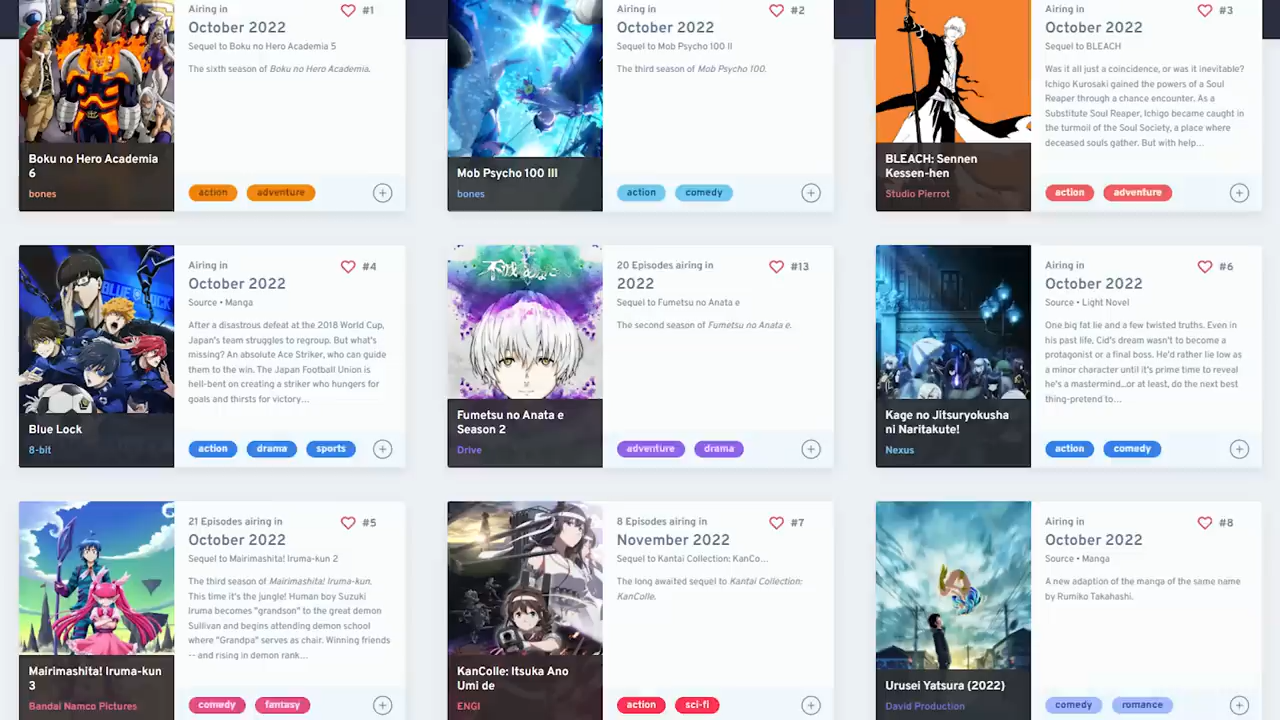 Airing in
October 2022
#1
Sequel to Boku no Hero Academia 5
The sixth season of Boku no Hero Academia.
Boku no Hero Academia
6
bones
action
adventure
Airing in
October 2022
#2
Sequel to Mob Psycho 100 II
The third season of Mob Psycho 100.
Mob Psycho 100 III
bones
action
comedy
Airing in
October 2022
#3
Sequel to BLEACH
Was it all just a coincidence, or was it inevitable?
Ichigo Kurosaki gained the powers of a Soul
Reaper through a chance encounter. As a
Substitute Soul Reaper, Ichigo became caught in
the turmoil of the Soul Society, a place where
deceased souls gather. But with help...
BLEACH: Sennen
Kessen-hen
Studio Pierrot
action
adventure
Airing in
October 2022
#4
Source • Manga
After a disastrous defeat at the 2018 World Cup,
Japan's team struggles to regroup. But what's
missing? An absolute Ace Striker, who can guide
them to the win. The Japan Football Union is
hell-bent on creating a striker who hungers for
goals and thirsts for victory...
BLUE LOCK
Blue Lock
8-bit
action
drama
sports
20 Episodes airing in
2022
#13
Sequel to Fumetsu no Anata e
The second season of Fumetsu no Anata e.
不滅のあなたへ
Fumetsu no Anata e
Season 2
Drive
adventure
drama
Airing in
October 2022
#6
Source • Light Novel
One big fat lie and a few twisted truths. Even in
his past life, Cid's dream wasn't to become a
protagonist or a final boss. He'd rather lie low as
a minor character until it's prime time to reveal
he's a mastermind...or at least, do the next best
thing-pretend to...
Kage no Jitsuryokusha
ni Naritakute!
Nexus
action
comedy
21 Episodes airing in
October 2022
#5
Sequel to Mairimashita! Iruma-kun 2
The third season of Mairimashita! Iruma-kun.
This time it's the jungle! Human boy Suzuki
Iruma becomes "grandson" to the great demon
Sullivan and begins attending demon school
where "Grandpa" serves as chair. Winning friends
-- and rising in demon rank...
Mairimashita! Iruma-kun
3
Bandai Namco Pictures
comedy
fantasy
8 Episodes airing in
November 2022
#7
Sequel to Kantai Collection: KanCo...
The long awaited sequel to Kantai Collection:
KanColle.
KanColle: Itsuka Ano
Umi de
ENGI
action
sci-fi
Airing in
October 2022
#8
Source • Manga
A new adaption of the manga of the same name
by Rumiko Takahashi.
Urusei Yatsura (2022)
David Production
comedy
romance